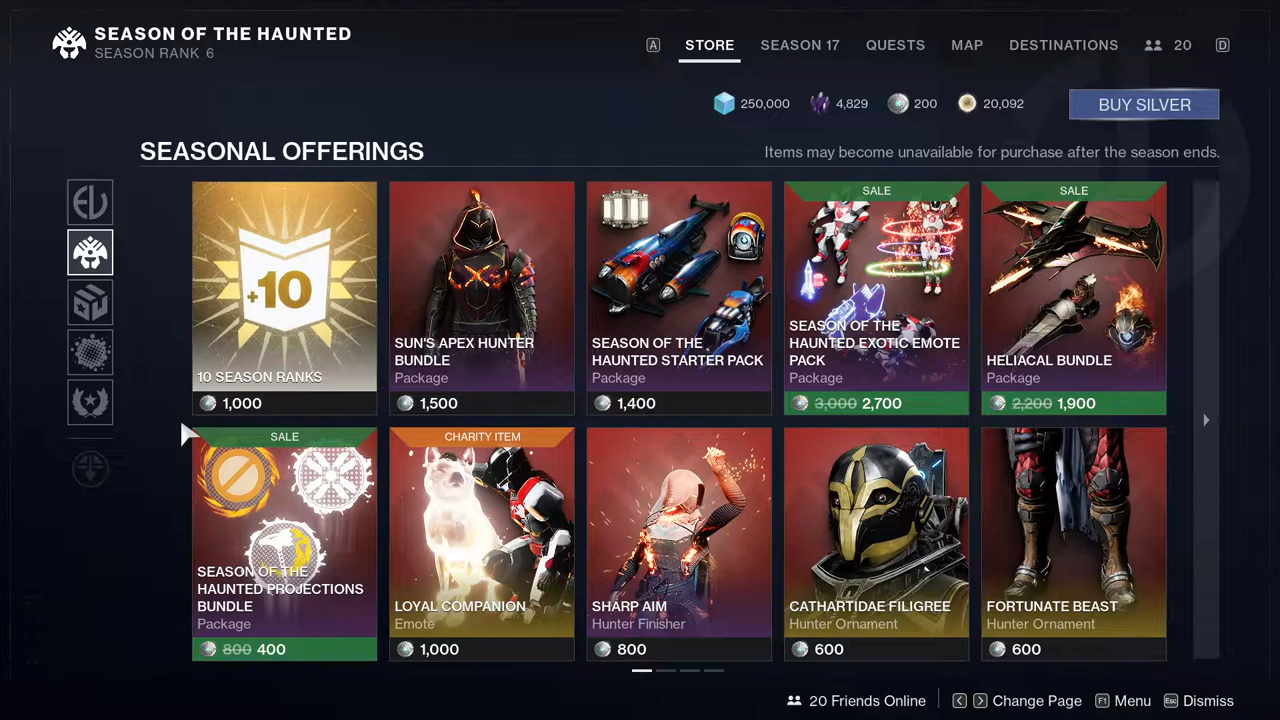 SEASON OF THE HAUNTED
SEASON RANK 6
A STORE SEASON 17 QUESTS MAP DESTINATIONS 20 D
250,000 4,829 200 20,092 BUY SILVER
SEASONAL OFFERINGS
Items may become unavailable for purchase after the season ends.
+10
10 SEASON RANKS
1,000
SUN'S APEX HUNTER
BUNDLE
Package
1,500
SEASON OF THE
HAUNTED STARTER PACK
Package
1,400
SALE
SEASON OF THE
HAUNTED EXOTIC EMOTE
PACK
Package
3,000 2,700
SALE
HELIACAL BUNDLE
Package
2,200 1,900
SALE
SEASON OF THE
HAUNTED PROJECTIONS
BUNDLE
Package
800 400
CHARITY ITEM
LOYAL COMPANION
Emote
1,000
SHARP AIM
Hunter Finisher
800
CATHARTIDAE FILIGREE
Hunter Ornament
600
FORTUNATE BEAST
Hunter Ornament
600
20 Friends Online < > Change Page F1 Menu Esc Dismiss